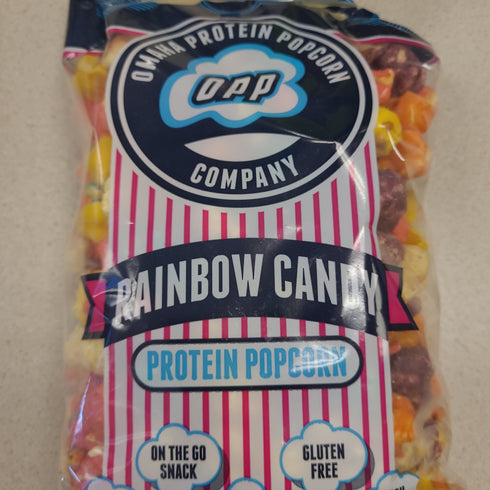 OMAHA PROTEIN POPCORN
OPP
COMPANY
RAINBOW CANDY
PROTEIN POPCORN
ON THE GO
SNACK
GLUTEN
FREE